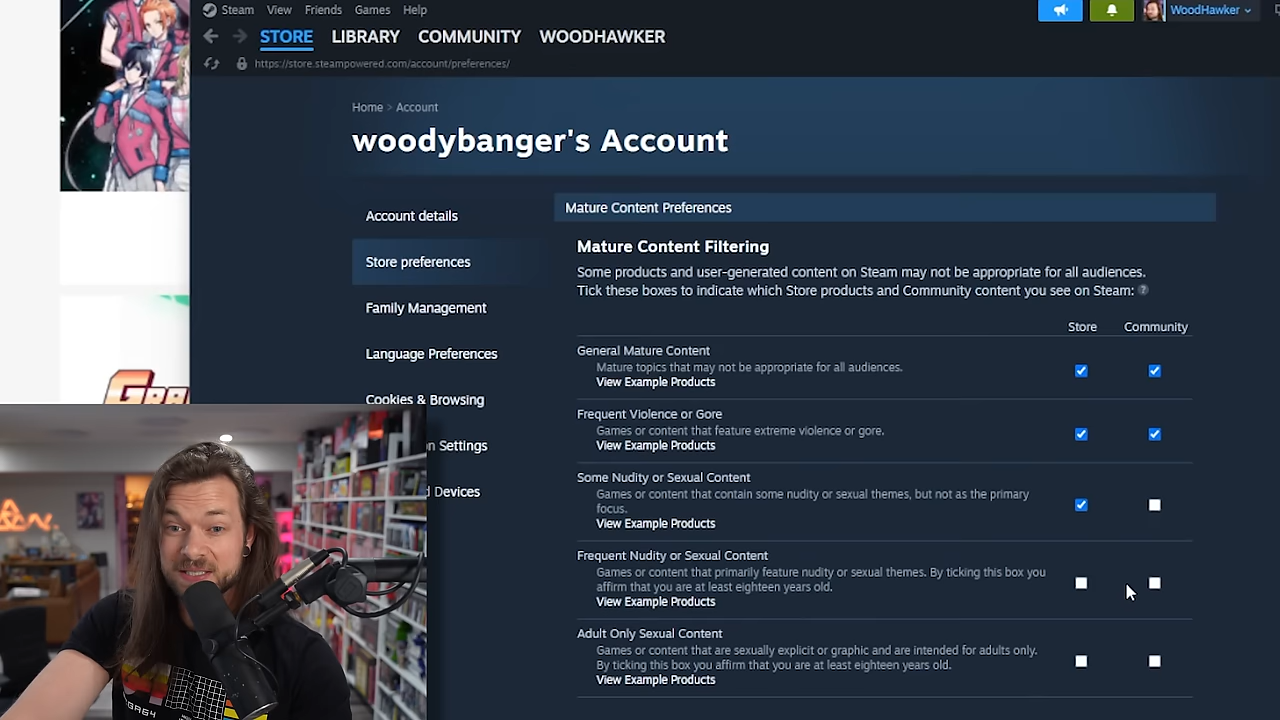 Steam View Friends Games Help
WoodHawker
STORE LIBRARY COMMUNITY WOODHAWKER
https://store.steampowered.com/account/preferences/
Home > Account
woodybanger's Account
Account details
Store preferences
Family Management
Language Preferences
Cookies & Browsing
n Settings
d Devices
Mature Content Preferences
Mature Content Filtering
Some products and user-generated content on Steam may not be appropriate for all audiences.
Tick these boxes to indicate which Store products and Community content you see on Steam: ?
Store Community
General Mature Content
Mature topics that may not be appropriate for all audiences.
View Example Products
Frequent Violence or Gore
Games or content that feature extreme violence or gore.
View Example Products
Some Nudity or Sexual Content
Games or content that contain some nudity or sexual themes, but not as the primary
focus.
View Example Products
Frequent Nudity or Sexual Content
Games or content that primarily feature nudity or sexual themes. By ticking this box you
affirm that you are at least eighteen years old.
View Example Products
Adult Only Sexual Content
Games or content that are sexually explicit or graphic and are intended for adults only.
By ticking this box you affirm that you are at least eighteen years old.
View Example Products